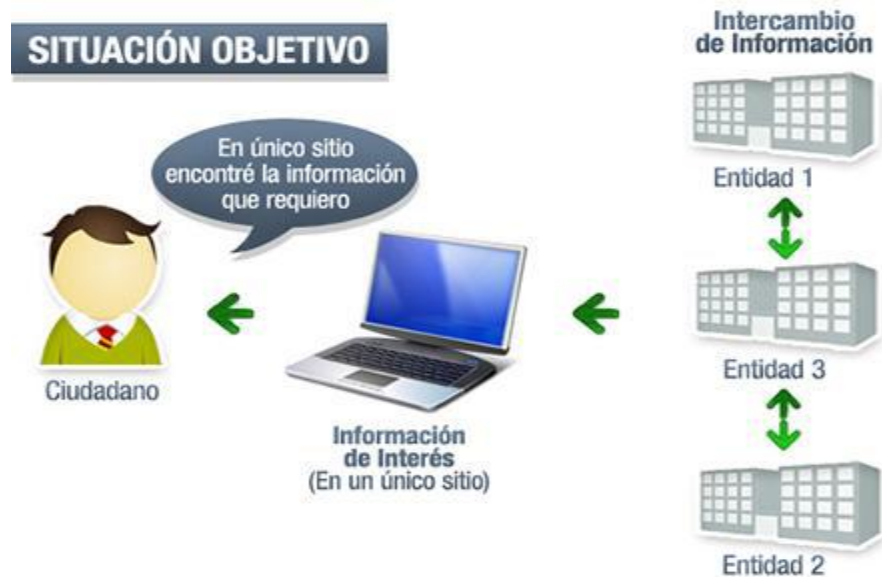 SITUACIÓN OBJETIVO
Intercambio
de Información
En único sitio
encontré la información
que requiero
Entidad 1
Ciudadano
Entidad 3
Información
de Interés
(En un único sitio)
Entidad 2